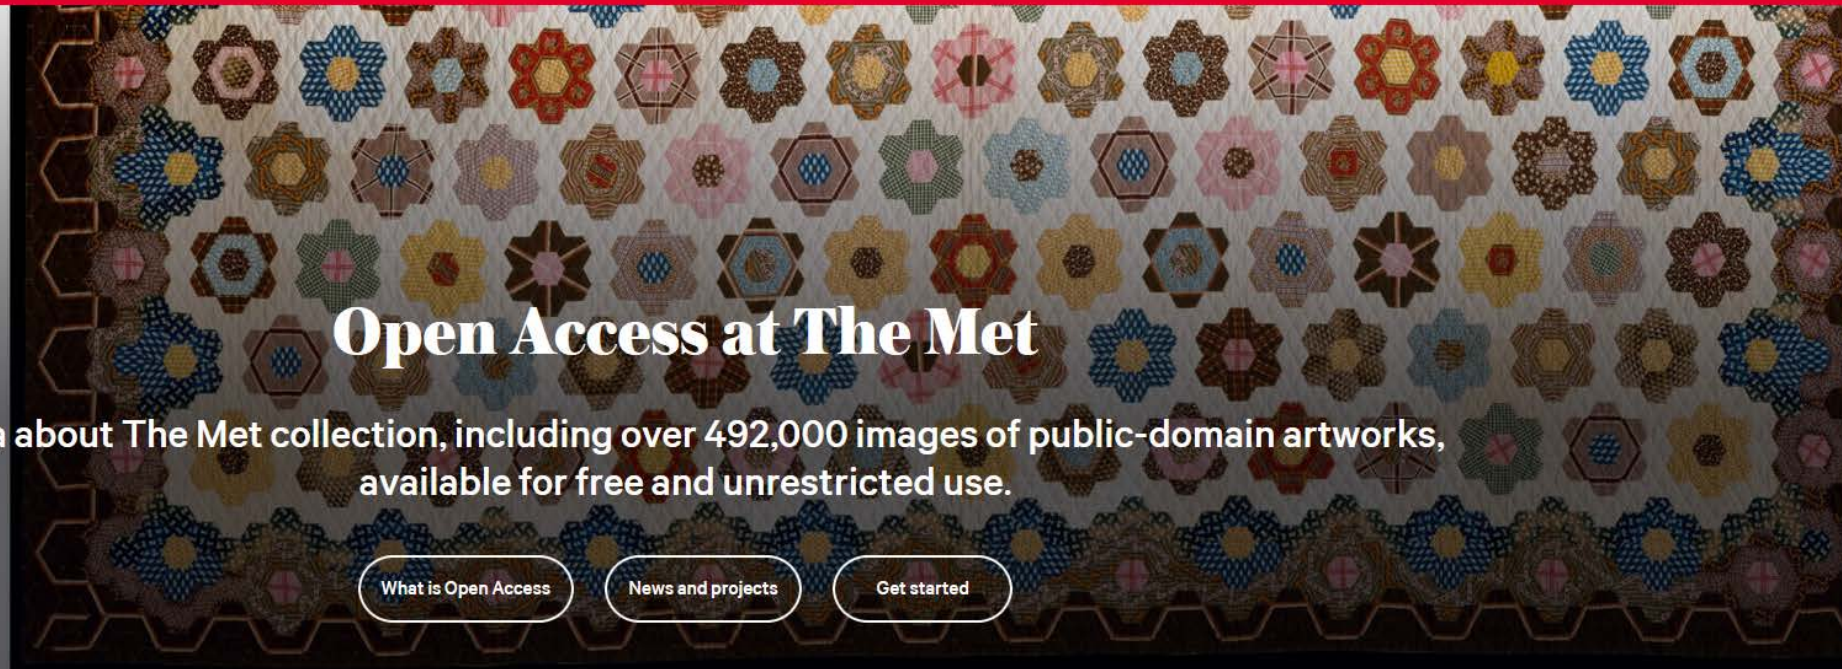 Open Access at The Met
a about The Met collection, including over 492,000 images of public-domain artworks,
available for free and unrestricted use.
What is Open Access
News and projects
Get started